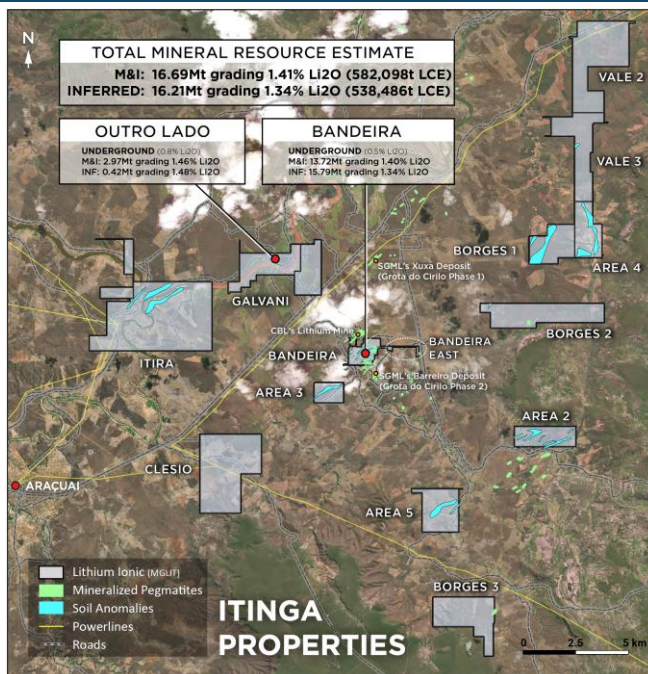 N
TOTAL MINERAL RESOURCE ESTIMATE
M&I: 16.69Mt grading 1.41% Li2O (582,098t LCE)
INFERRED: 16.21Mt grading 1.34% Li2O (538,486t LCE)
OUTRO LADO
UNDERGROUND (0.8% Li2O)
M&I: 2.97Mt grading 1.46% Li2O
INF: 0.42Mt grading 1.48% Li2O
BANDEIRA
UNDERGROUND (0.5% Li2O)
M&I: 13.72Mt grading 1.40% Li2O
INF: 15.79Mt grading 1.34% Li2O
VALE 2
VALE 3
BORGES 1
AREA 4
SGML's Xuxa Deposit
(Grota do Cirilo Phase 1)
GALVANI
BORGES 2
CBL's Lithium Mine
ITIRA
BANDEIRA
BANDEIRA
EAST
SGML's Barreiro Deposit
(Grota do Cirilo Phase 2)
AREA 3
AREA 2
CLESIO
ARAÇUAI
AREA 5
Lithium Ionic (MGLIT)
Mineralized Pegmatites
Soil Anomalies
Powerlines
Roads
ITINGA
PROPERTIES
BORGES 3
0 2.5 5 km